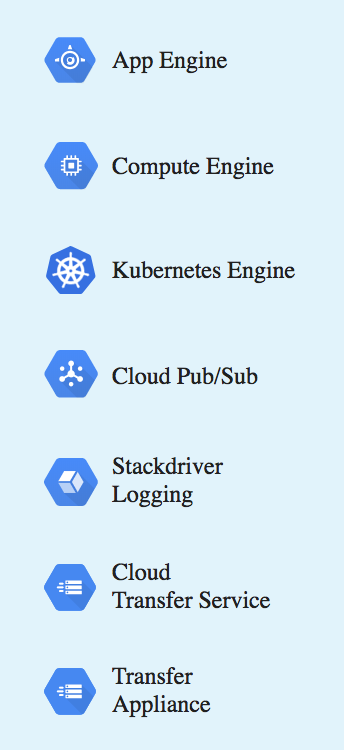 App Engine
Compute Engine
Kubernetes Engine
Cloud Pub/Sub
Stackdriver
Logging
Cloud
Transfer Service
Transfer
Appliance